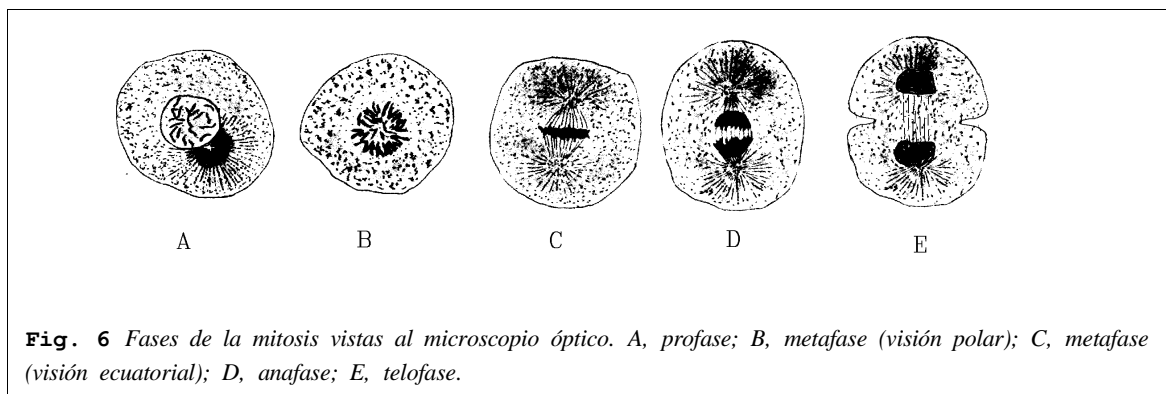 A B C D E
Fig. 6 Fases de la mitosis vistas al microscopio óptico. A, profase; B, metafase (visión polar); C, metafase
(visión ecuatorial); D, anafase; E, telofase.